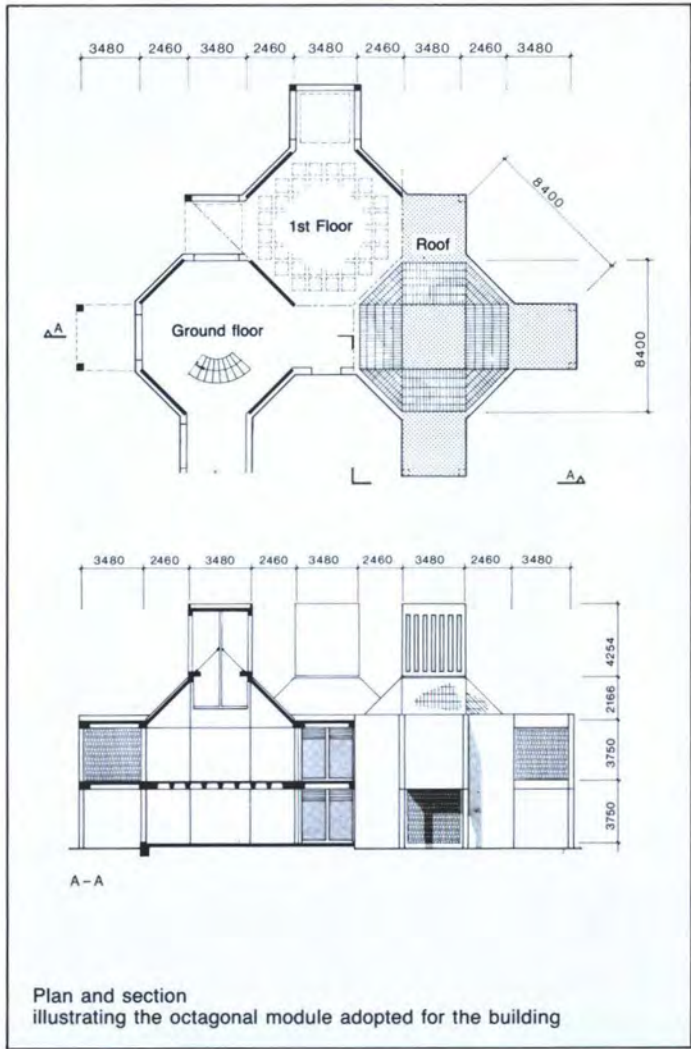 3480 2460 3480 2460 3480 2460 3480 2460 3480
8400
1st Floor
Roof
A
Ground floor
8400
A
3480 2460 3480 2460 3480 2460 3480 2460 3480
4254
2166
3750
3750
A – A
Plan and section
illustrating the octagonal module adopted for the building